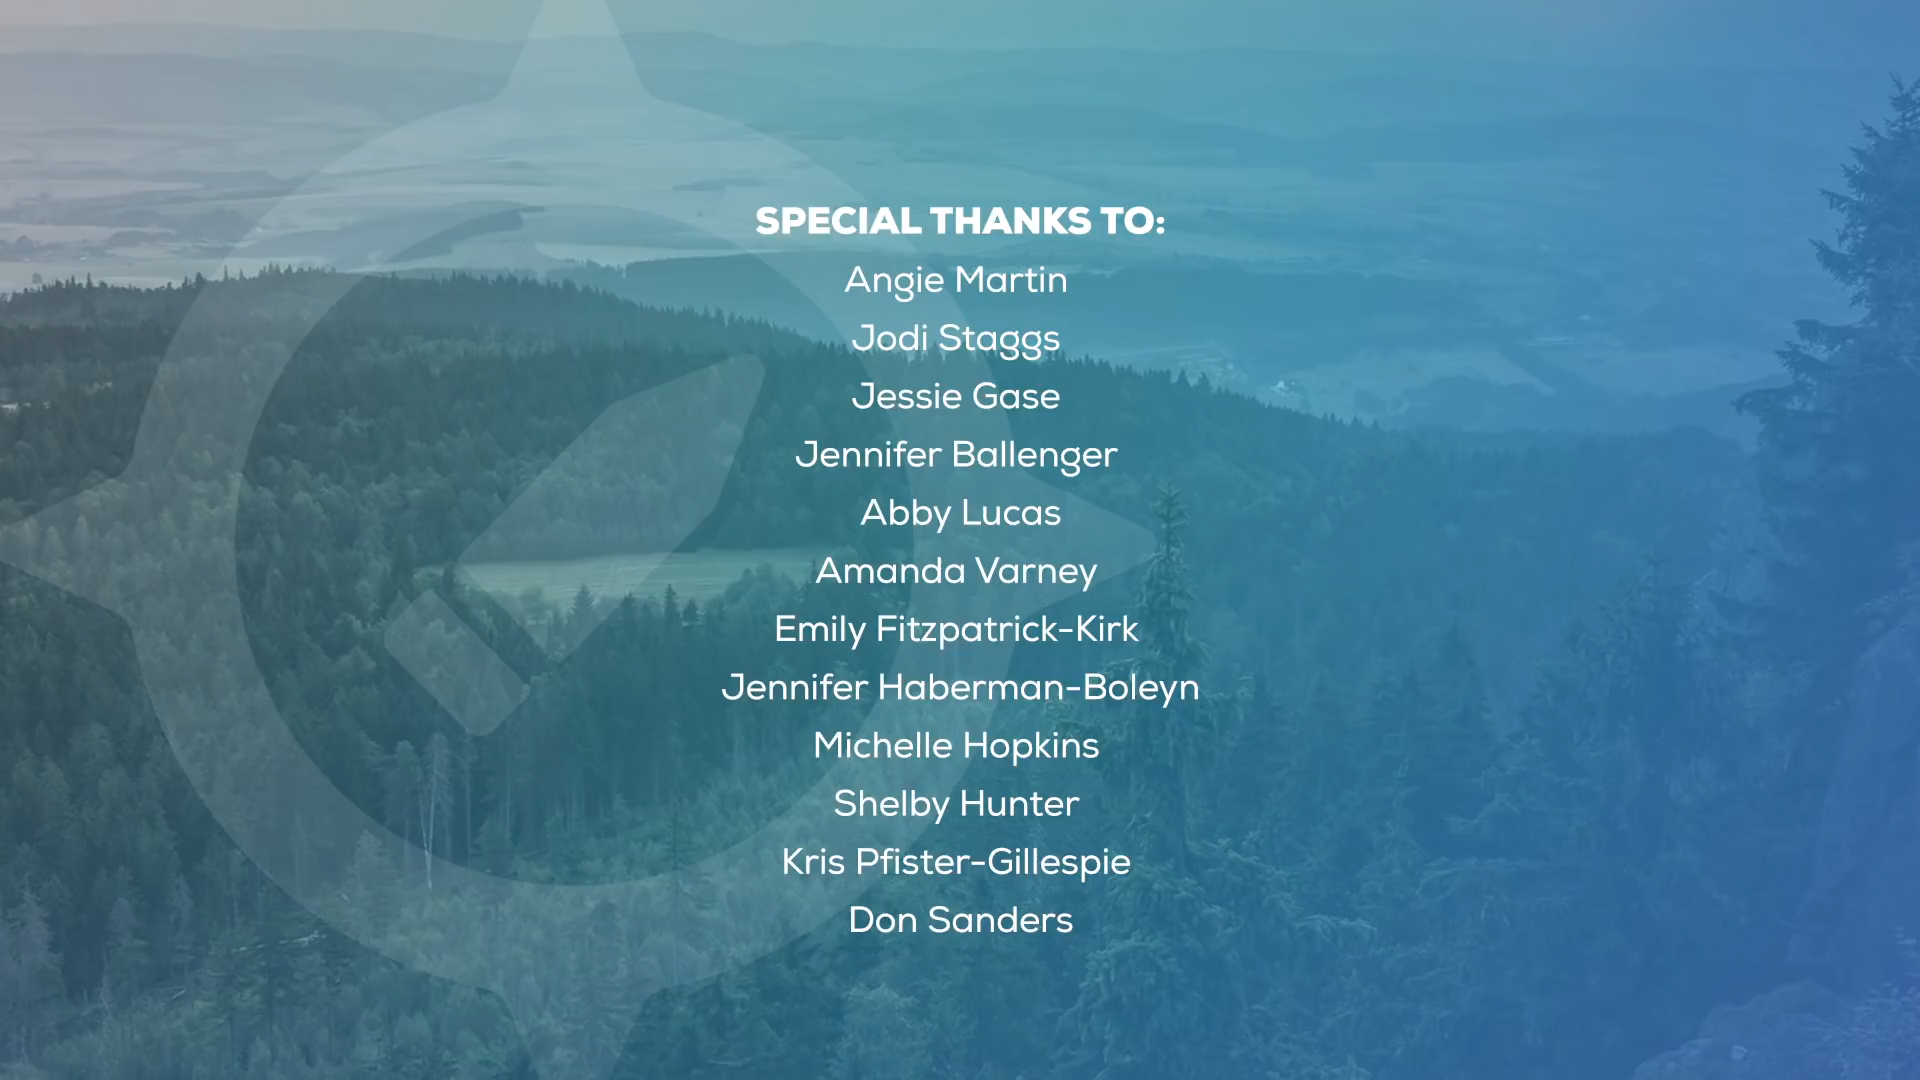 SPECIAL THANKS TO:
Angie Martin
Jodi Staggs
Jessie Gase
Jennifer Ballenger
Abby Lucas
Amanda Varney
Emily Fitzpatrick-Kirk
Jennifer Haberman-Boleyn
Michelle Hopkins
Shelby Hunter
Kris Pfister-Gillespie
Don Sanders